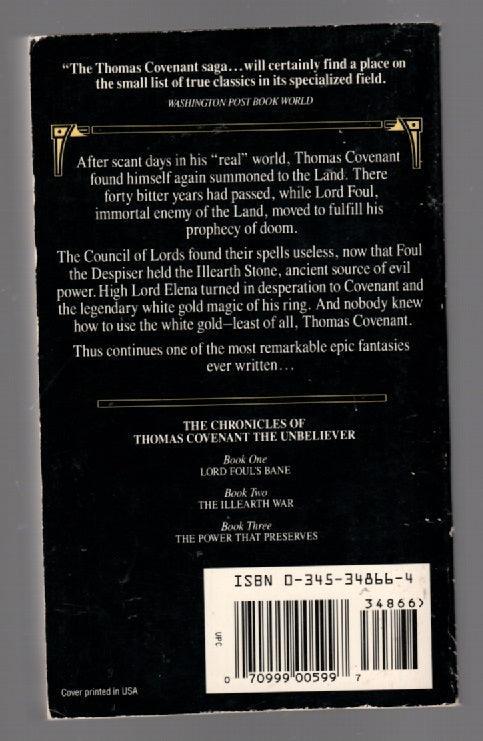 “The Thomas Covenant saga...will certainly find a place on
the small list of true classics in its specialized field.
WASHINGTON POST BOOK WORLD
After scant days in his “real” world, Thomas Covenant
found himself again summoned to the Land. There
forty bitter years had passed, while Lord Foul,
immortal enemy of the Land, moved to fulfill his
prophecy of doom.
The Council of Lords found their spells useless, now that Foul
the Despiser held the Illearth Stone, ancient source of evil
power. High Lord Elena turned in desperation to Covenant and
the legendary white gold magic of his ring. And nobody knew
how to use the white gold—least of all, Thomas Covenant.
Thus continues one of the most remarkable epic fantasies
ever written...
THE CHRONICLES OF
THOMAS COVENANT THE UNBELIEVER
Book One
LORD FOUL'S BANE
Book Two
THE ILLEARTH WAR
Book Three
THE POWER THAT PRESERVES
ISBN 0-345-34866-4
34866>
UPC
0 70999 00599 7
Cover printed in USA